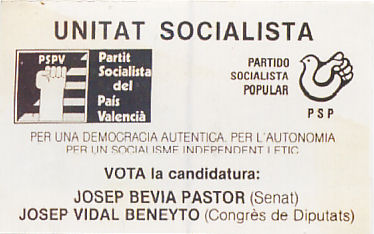 UNITAT SOCIALISTA
PSPV
Partit
Socialista
del
País
Valencià
PARTIDO
SOCIALISTA
POPULAR
PSP
PER UNA DEMOCRACIA AUTENTICA, PER L'AUTONOMIA
PER UN SOCIALISME INDEPENDENT I ETIC
VOTA la candidatura:
JOSEP BEVIA PASTOR (Senat)
JOSEP VIDAL BENEYTO (Congrès de Diputats)